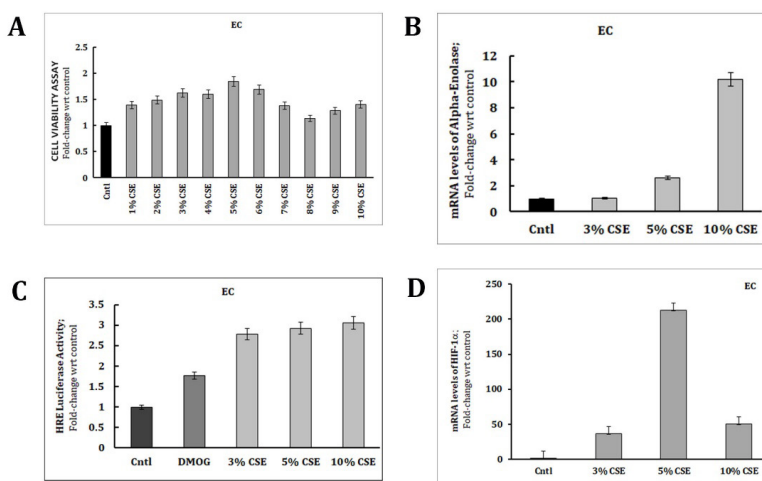 A
EC
CELL VIABILITY ASSAY
Fold-change wrt control
2.5
2
1.5
1
0.5
0
Cntl
1% CSE
2% CSE
3% CSE
4% CSE
5% CSE
6% CSE
7% CSE
8% CSE
9% CSE
10% CSE
B
EC
mRNA levels of Alpha-Enolase;
Fold-change wrt control
12
10
8
6
4
2
0
Cntl
3% CSE
5% CSE
10% CSE
C
EC
HRE Luciferase Activity;
Fold-change wrt control
3.5
3
2.5
2
1.5
1
0.5
0
Cntl
DMOG
3% CSE
5% CSE
10% CSE
D
EC
mRNA levels of HIF-1α;
Fold-change wrt control
250
200
150
100
50
0
Cntl
3% CSE
5% CSE
10% CSE